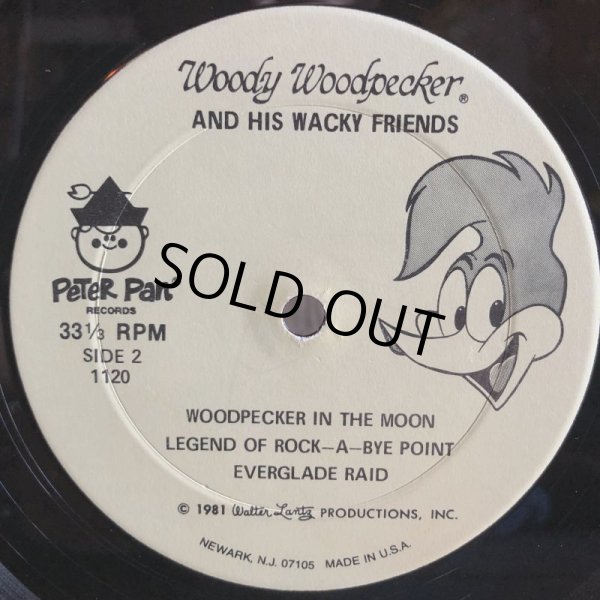 Woody Woodpecker®
AND HIS WACKY FRIENDS
PETER PAN
RECORDS
33⅓ RPM
SIDE 2
1120
SOLD OUT
WOODPECKER IN THE MOON
LEGEND OF ROCK—A—BYE POINT
EVERGLADE RAID
© 1981 Walter Lantz PRODUCTIONS, INC.
NEWARK, N.J. 07105 MADE IN U.S.A.